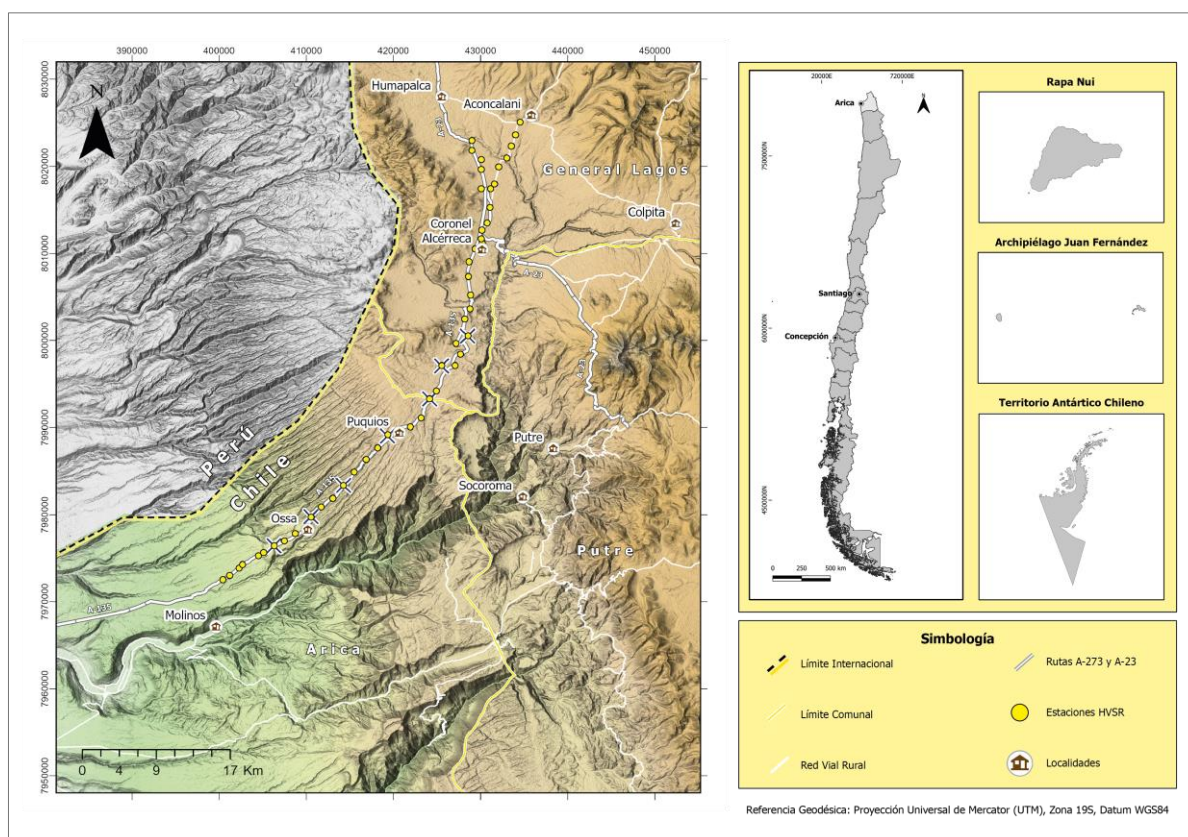 390000 400000 410000 420000 430000 440000 450000
8030000
8020000
8010000
8000000
7990000
7980000
7970000
7960000
7950000
N
Humapalca
Aconcalani
General Lagos
Colpita
Coronel
Alcérreca
A-23
A-23
Puquios
Putre
Perú
Chile
Socoroma
Ossa
Putre
A-335
Molinos
Arica
0 4 9 17 Km
20000E 720000E
N
Arica
7500000N
Santiago
Concepción
6000000N
4500000N
0 250 500 km
Rapa Nui
Archipiélago Juan Fernández
Territorio Antártico Chileno
Simbología
Límite Internacional
Límite Comunal
Red Vial Rural
Rutas A-273 y A-23
Estaciones HVSR
Localidades
Referencia Geodésica: Proyección Universal de Mercator (UTM), Zona 19S, Datum WGS84